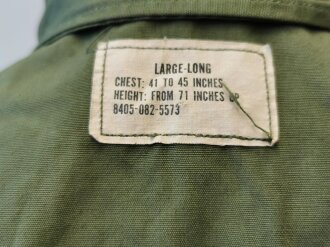 LARGE-LONG
CHEST: 41 TO 45 INCHES
HEIGHT: FROM 71 INCHES UP
8405-082-5573